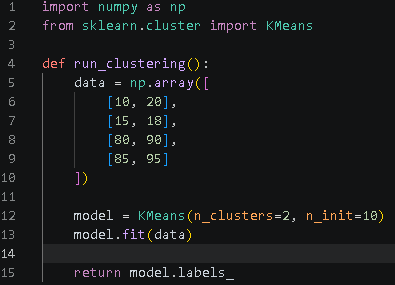 1 import numpy as np
2 from sklearn.cluster import KMeans
3
4 def run_clustering():
5     data = np.array([
6         [10, 20],
7         [15, 18],
8         [80, 90],
9         [85, 95]
10     ])
11
12     model = KMeans(n_clusters=2, n_init=10)
13     model.fit(data)
14
15     return model.labels_